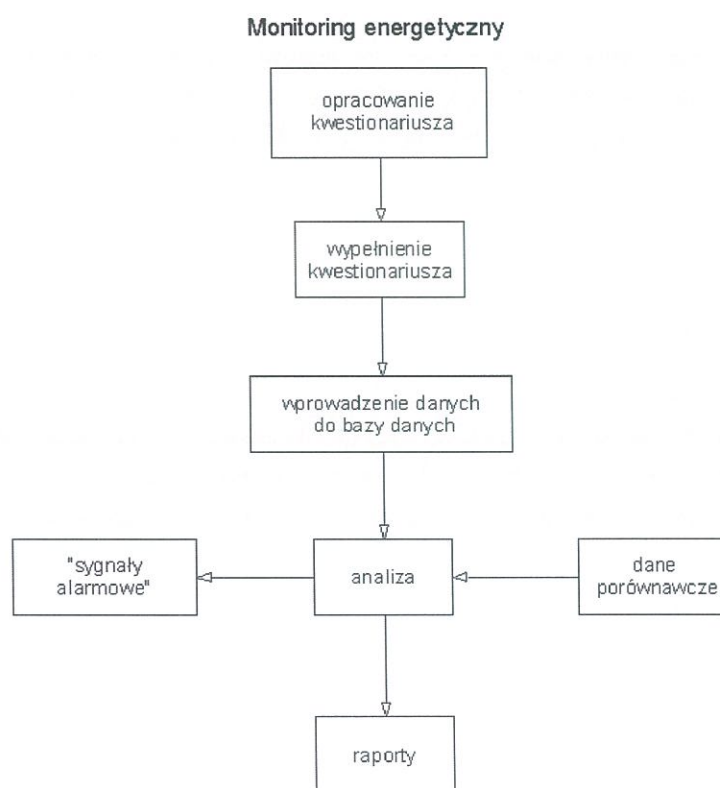 Monitoring energetyczny
opracowanie
kwestionariusza
wypełnienie
kwestionariusza
wprowadzenie danych
do bazy danych
"sygnały
alarmowe"
analiza
dane
porównawcze
raporty